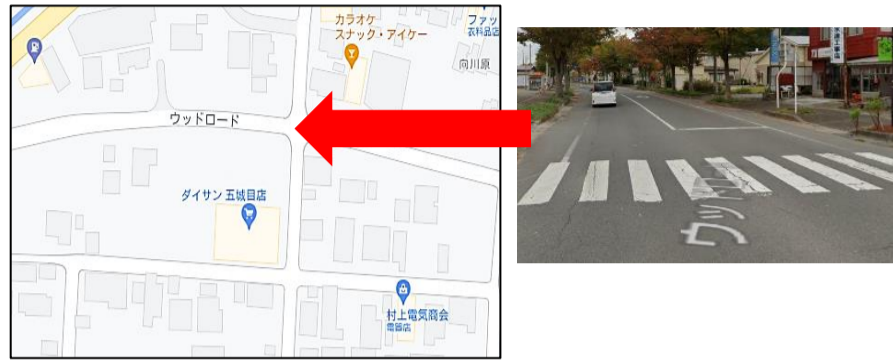 カラオケ
スナック・アイケー
ファッ
衣料品店
向川原
ウッドロード
ダイサン 五城目店
村上電気商会
電器店
ウッドロ